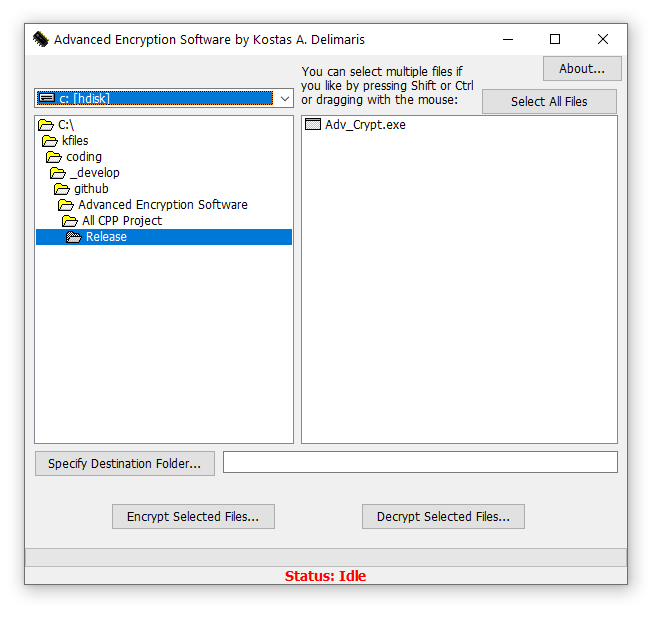 Advanced Encryption Software by Kostas A. Delimaris
About...
You can select multiple files if
you like by pressing Shift or Ctrl
or dragging with the mouse:
c: [hdisk]
Select All Files
C:\
kfiles
coding
_develop
github
Advanced Encryption Software
All CPP Project
Release
Adv_Crypt.exe
Specify Destination Folder...
Encrypt Selected Files...
Decrypt Selected Files...
Status: Idle